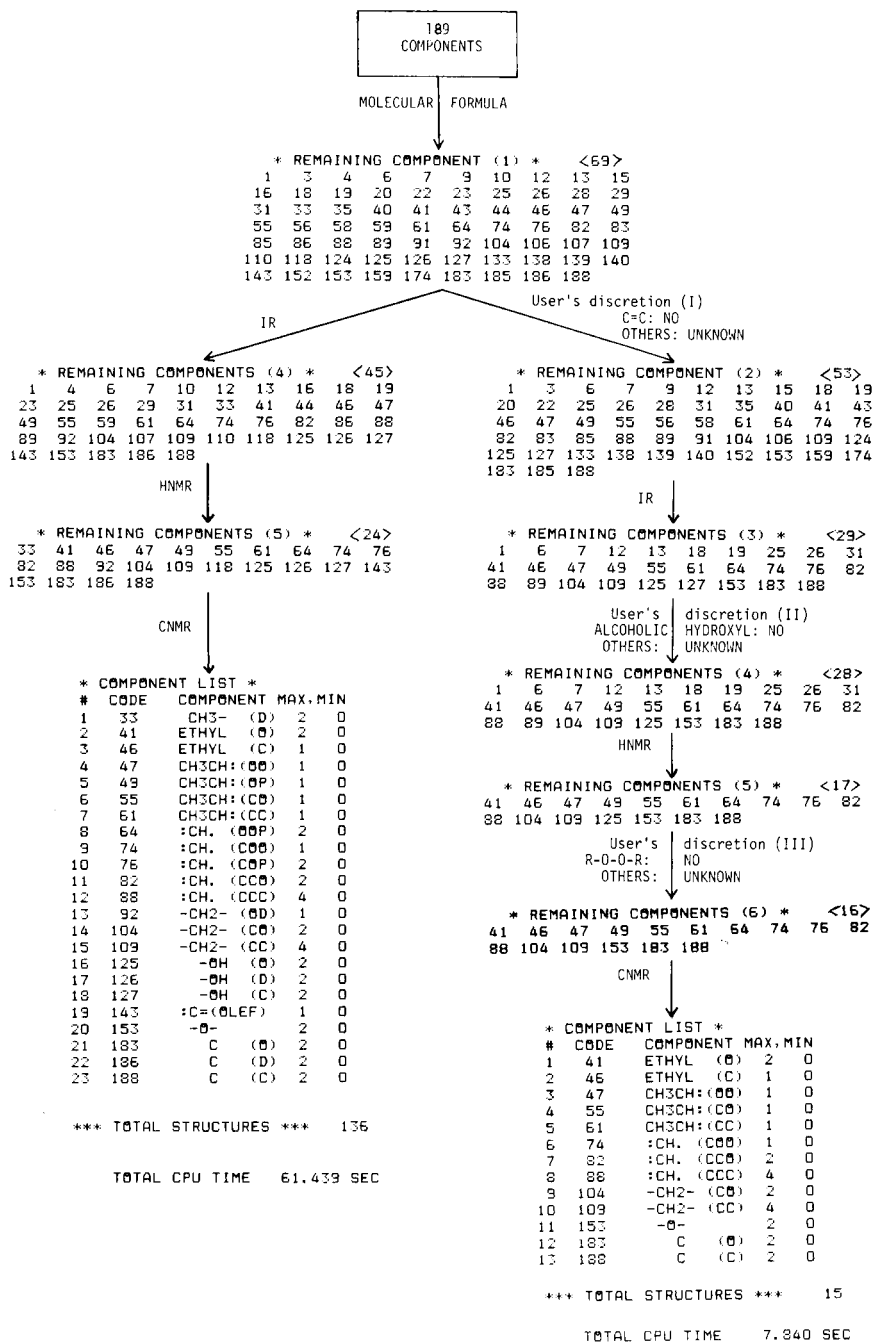 189
COMPONENTS
MOLECULAR FORMULA
* REMAINING COMPONENT (1) * <69>
1 3 4 6 7 9 10 12 13 15
16 18 19 20 22 23 25 26 28 29
31 33 35 40 41 43 44 46 47 49
55 56 58 59 61 64 74 76 82 83
85 86 88 89 91 92 104 106 107 109
110 118 124 125 126 127 133 138 139 140
143 152 153 159 174 183 185 186 188
IR
* REMAINING COMPONENTS (4) * <45>
1 4 6 7 10 12 13 16 18 19
23 25 26 29 31 33 41 44 46 47
49 55 59 61 64 74 76 82 86 88
89 92 104 107 109 110 118 125 126 127
143 153 183 186 188
HNMR
* REMAINING COMPONENTS (5) * <24>
33 41 46 47 49 55 61 64 74 76
82 88 92 104 109 118 125 126 127 143
153 183 186 188
CNMR
* COMPONENT LIST *
# CODE COMPONENT MAX,MIN
1 33 CH3- (D) 2 0
2 41 ETHYL (O) 2 0
3 46 ETHYL (C) 1 0
4 47 CH3CH:(OO) 1 0
5 49 CH3CH:(OP) 1 0
6 55 CH3CH:(CO) 1 0
7 61 CH3CH:(CC) 1 0
8 64 :CH. (OOP) 2 0
9 74 :CH. (COO) 1 0
10 76 :CH. (COP) 2 0
11 82 :CH. (CCO) 2 0
12 88 :CH. (CCC) 4 0
13 92 -CH2- (OD) 1 0
14 104 -CH2- (CO) 2 0
15 109 -CH2- (CC) 4 0
16 125 -OH (O) 2 0
17 126 -OH (D) 2 0
18 127 -OH (C) 2 0
19 143 :C=(OLEF) 1 0
20 153 -O- 2 0
21 183 C (O) 2 0
22 186 C (D) 2 0
23 188 C (C) 2 0
*** TOTAL STRUCTURES *** 136
TOTAL CPU TIME 61.439 SEC
User's discretion (I)
C=C: NO
OTHERS: UNKNOWN
* REMAINING COMPONENT (2) * <53>
1 3 6 7 9 12 13 15 18 19
20 22 25 26 28 31 35 40 41 43
46 47 49 55 56 58 61 64 74 76
82 83 85 88 89 91 104 106 109 124
125 127 133 138 139 140 152 153 159 174
183 185 188
IR
* REMAINING COMPONENTS (3) * <29>
1 6 7 12 13 18 19 25 26 31
41 46 47 49 55 61 64 74 76 82
88 89 104 109 125 127 153 183 188
User's discretion (II)
ALCOHOLIC HYDROXYL: NO
OTHERS: UNKNOWN
* REMAINING COMPONENTS (4) * <28>
1 6 7 12 13 18 19 25 26 31
41 46 47 49 55 61 64 74 76 82
88 89 104 109 125 153 183 188
HNMR
* REMAINING COMPONENTS (5) * <17>
41 46 47 49 55 61 64 74 76 82
88 104 109 125 153 183 188
User's discretion (III)
R-O-O-R: NO
OTHERS: UNKNOWN
* REMAINING COMPONENTS (6) * <16>
41 46 47 49 55 61 64 74 76 82
88 104 109 153 183 188
CNMR
* COMPONENT LIST *
# CODE COMPONENT MAX,MIN
1 41 ETHYL (O) 2 0
2 46 ETHYL (C) 1 0
3 47 CH3CH:(OO) 1 0
4 55 CH3CH:(CO) 1 0
5 61 CH3CH:(CC) 1 0
6 74 :CH. (COO) 1 0
7 82 :CH. (CCO) 2 0
8 88 :CH. (CCC) 4 0
9 104 -CH2- (CO) 2 0
10 109 -CH2- (CC) 4 0
11 153 -O- 2 0
12 183 C (O) 2 0
13 188 C (C) 2 0
*** TOTAL STRUCTURES *** 15
TOTAL CPU TIME 7.840 SEC